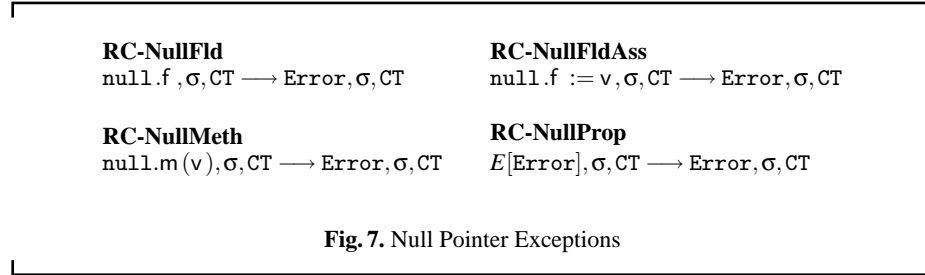 RC-NullFld RC-NullFldAss
null.f ,σ,CT ⟶ Error,σ,CT null.f := v,σ,CT ⟶ Error,σ,CT
RC-NullMeth RC-NullProp
null.m(v),σ,CT ⟶ Error,σ,CT E[Error],σ,CT ⟶ Error,σ,CT
Fig. 7. Null Pointer Exceptions